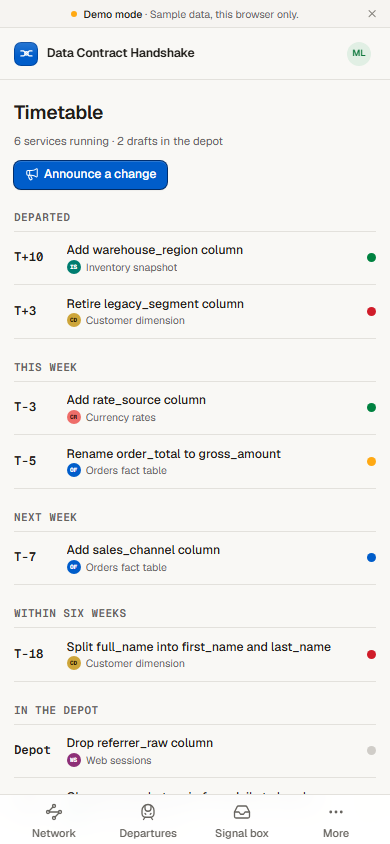 Demo mode · Sample data, this browser only.
Data Contract Handshake
ML
Timetable
6 services running · 2 drafts in the depot
Announce a change
DEPARTED
T+10
Add warehouse_region column
IS Inventory snapshot
T+3
Retire legacy_segment column
CD Customer dimension
THIS WEEK
T-3
Add rate_source column
CR Currency rates
T-5
Rename order_total to gross_amount
OF Orders fact table
NEXT WEEK
T-7
Add sales_channel column
OF Orders fact table
WITHIN SIX WEEKS
T-18
Split full_name into first_name and last_name
CD Customer dimension
IN THE DEPOT
Depot
Drop referrer_raw column
WS Web sessions
Network
Departures
Signal box
More